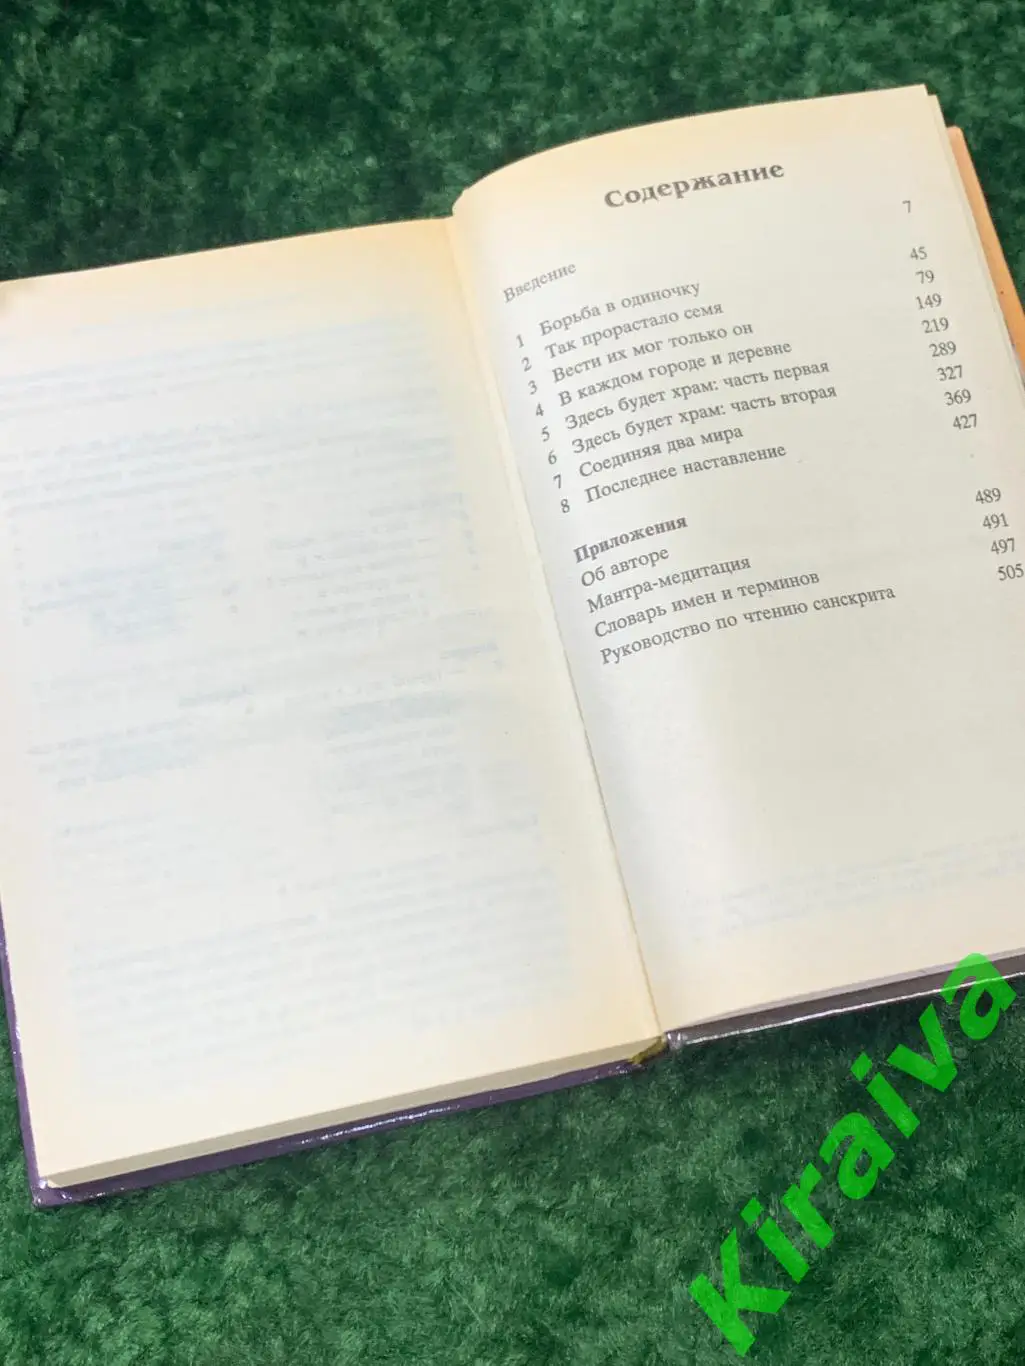 Содержание
Введение 7
1 Борьба в одиночку 45
2 Так прорастало семя 79
3 Вести их мог только он 149
4 В каждом городе и деревне 219
5 Здесь будет храм: часть первая 289
6 Здесь будет храм: часть вторая 327
7 Соединяя два мира 369
8 Последнее наставление 427
Приложения
Об авторе 489
Мантра-медитация 491
Словарь имен и терминов 497
Руководство по чтению санскрита 505
Kiraiva